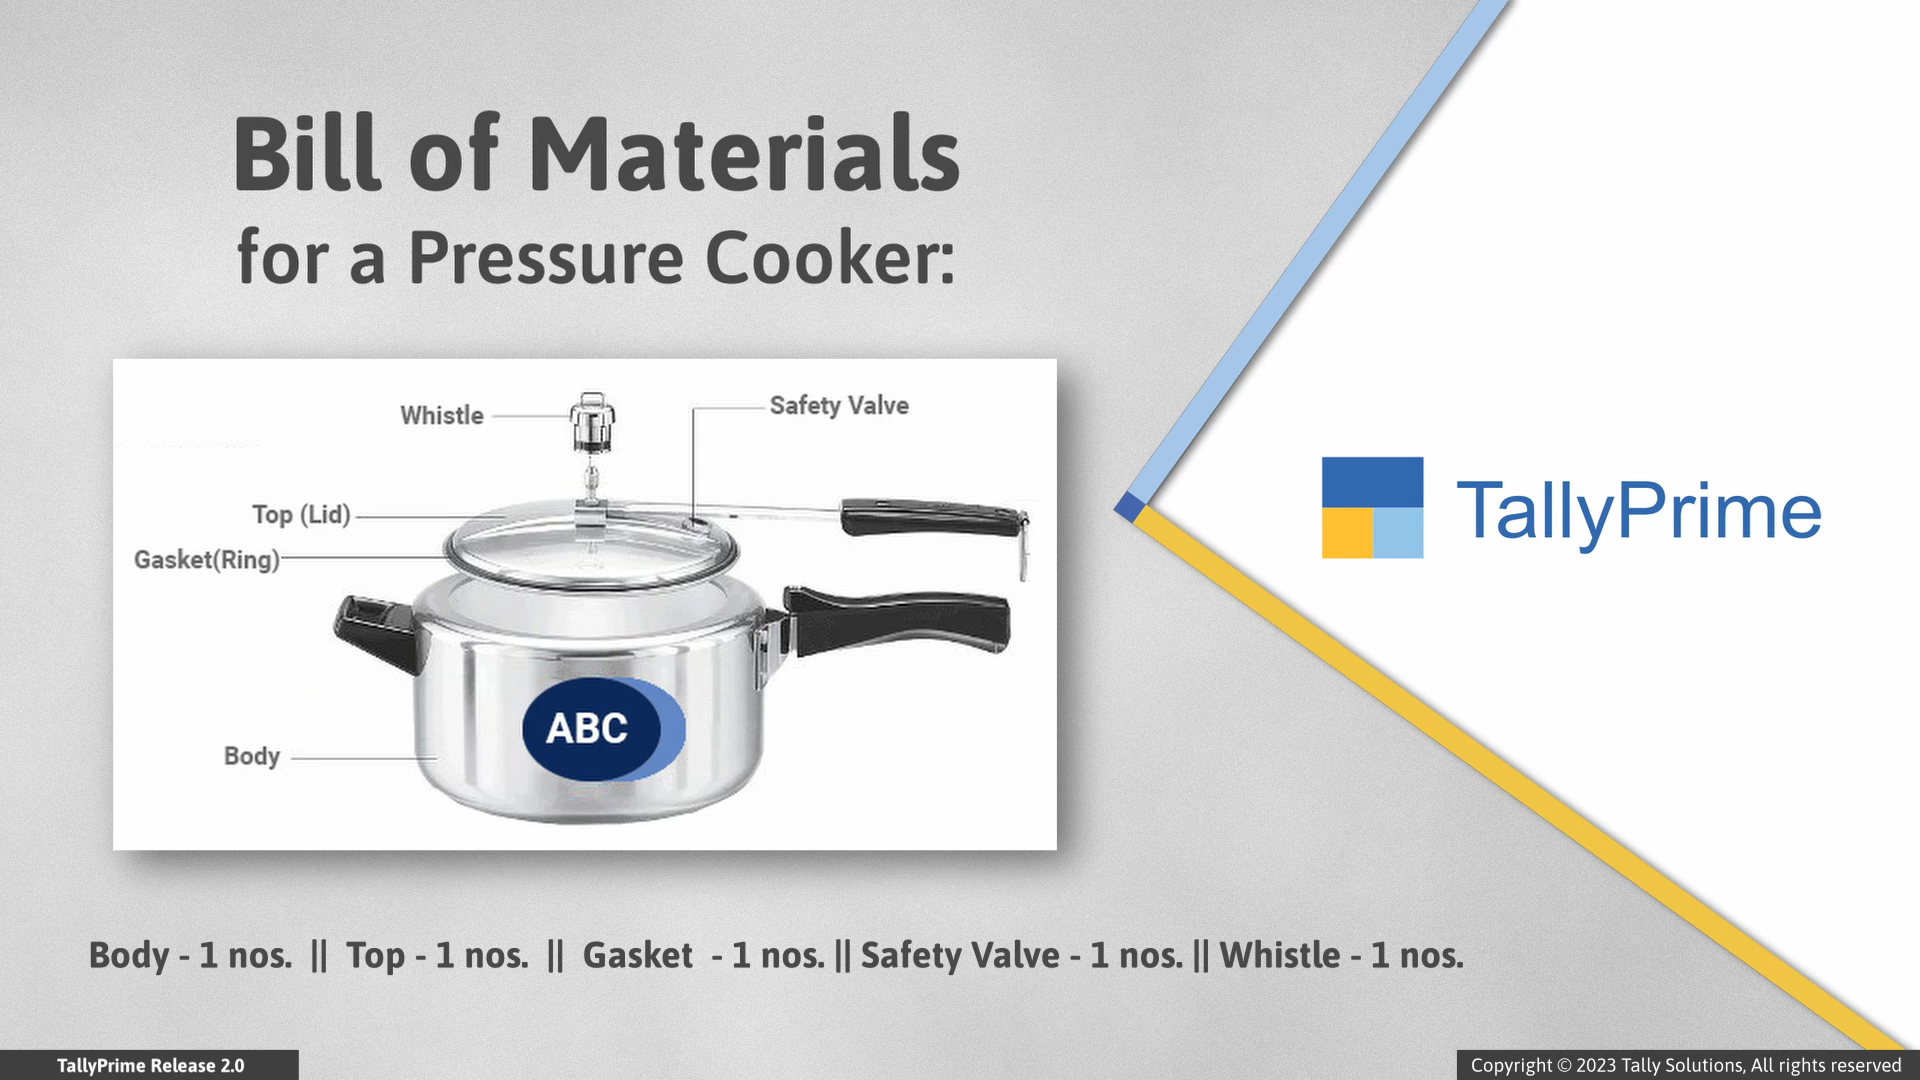 Bill of Materials
for a Pressure Cooker:
Whistle
Safety Valve
Top (Lid)
Gasket(Ring)
ABC
Body
TallyPrime
Body - 1 nos. || Top - 1 nos. || Gasket - 1 nos. || Safety Valve - 1 nos. || Whistle - 1 nos.
TallyPrime Release 2.0
Copyright © 2023 Tally Solutions, All rights reserved